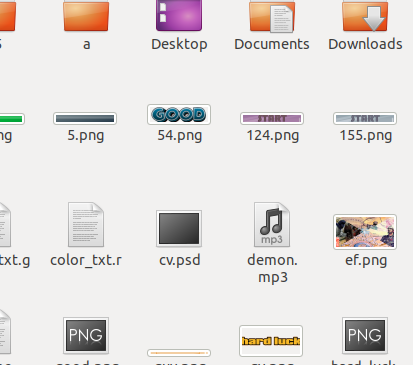 a
Desktop
Documents
Downloads
GOOD
START
START
5.png
54.png
124.png
155.png
mp3
txt.g
color_txt.r
cv.psd
demon.
mp3
ef.png
PNG
hard luck
PNG